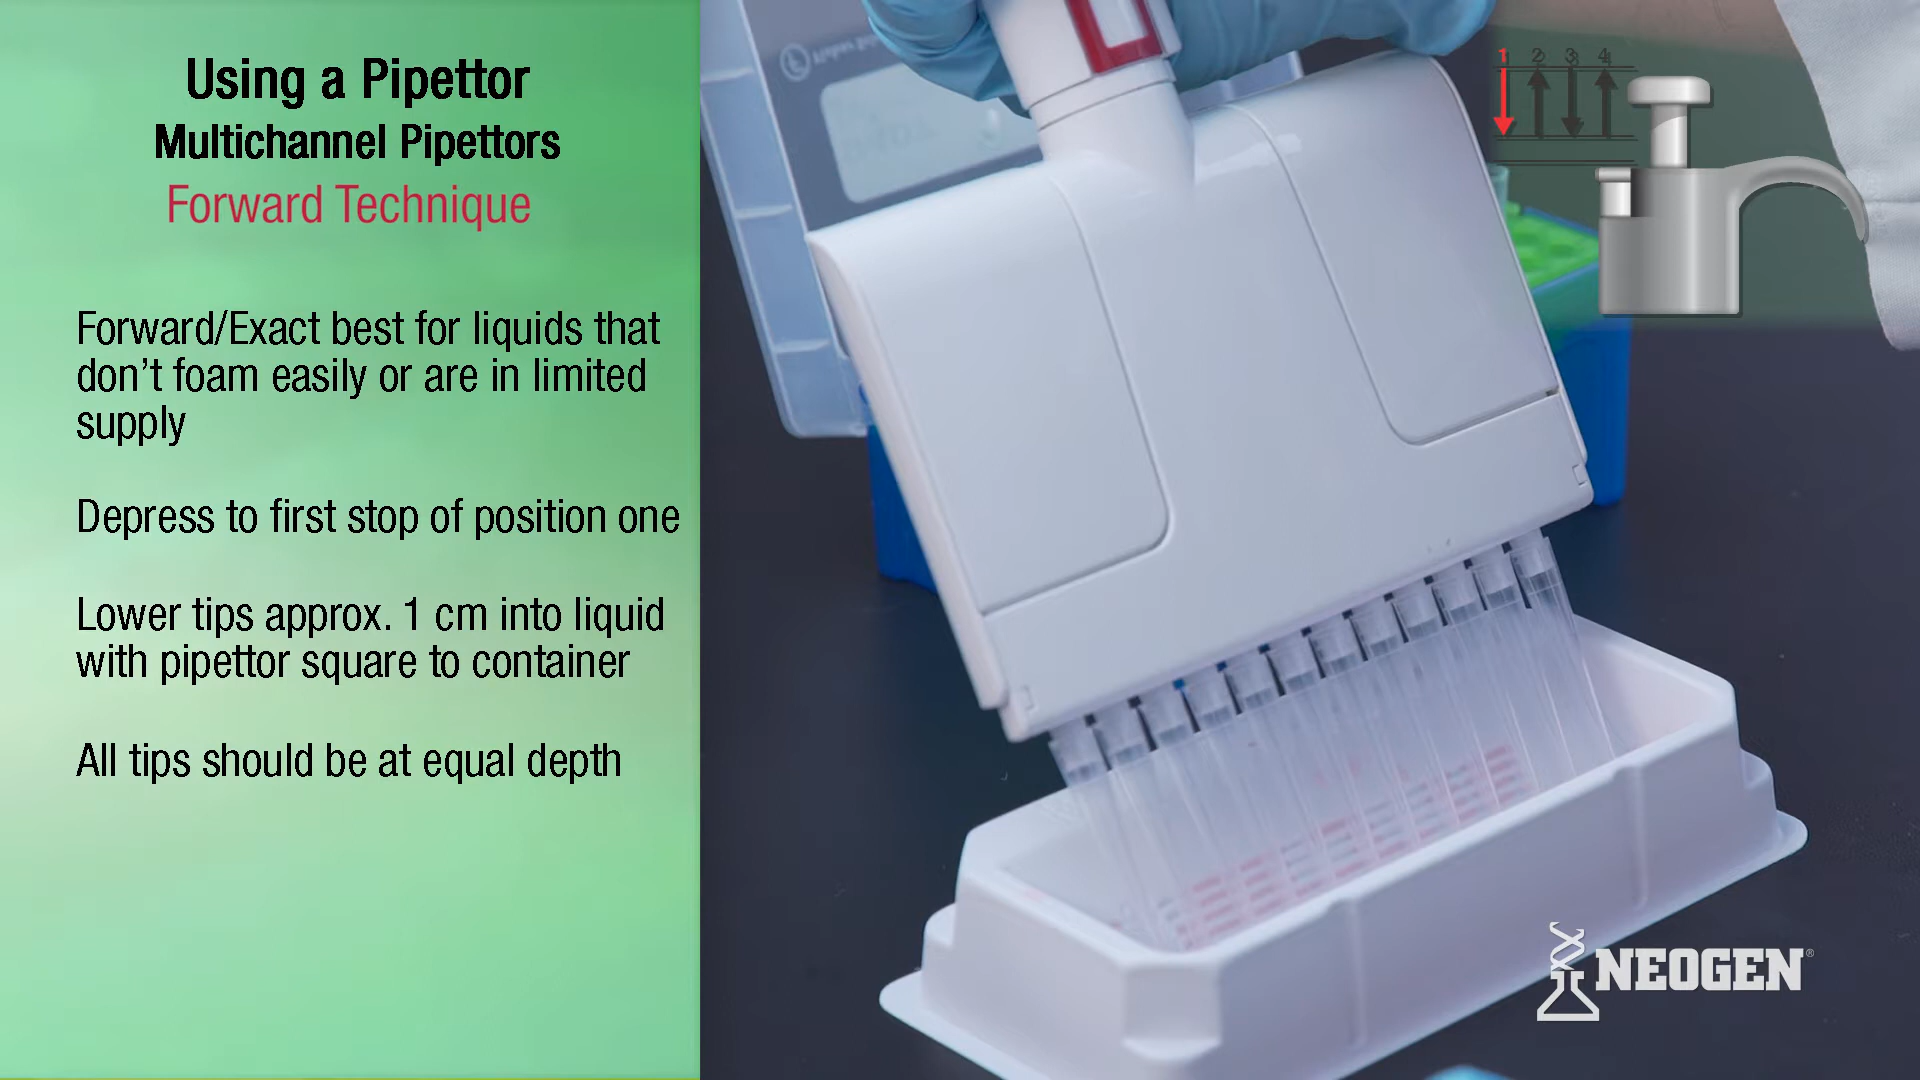 Using a Pipettor
Multichannel Pipettors
Forward Technique
Forward/Exact best for liquids that
don't foam easily or are in limited
supply
Depress to first stop of position one
Lower tips approx. 1 cm into liquid
with pipettor square to container
All tips should be at equal depth
1 2 3 4
NEOGEN®